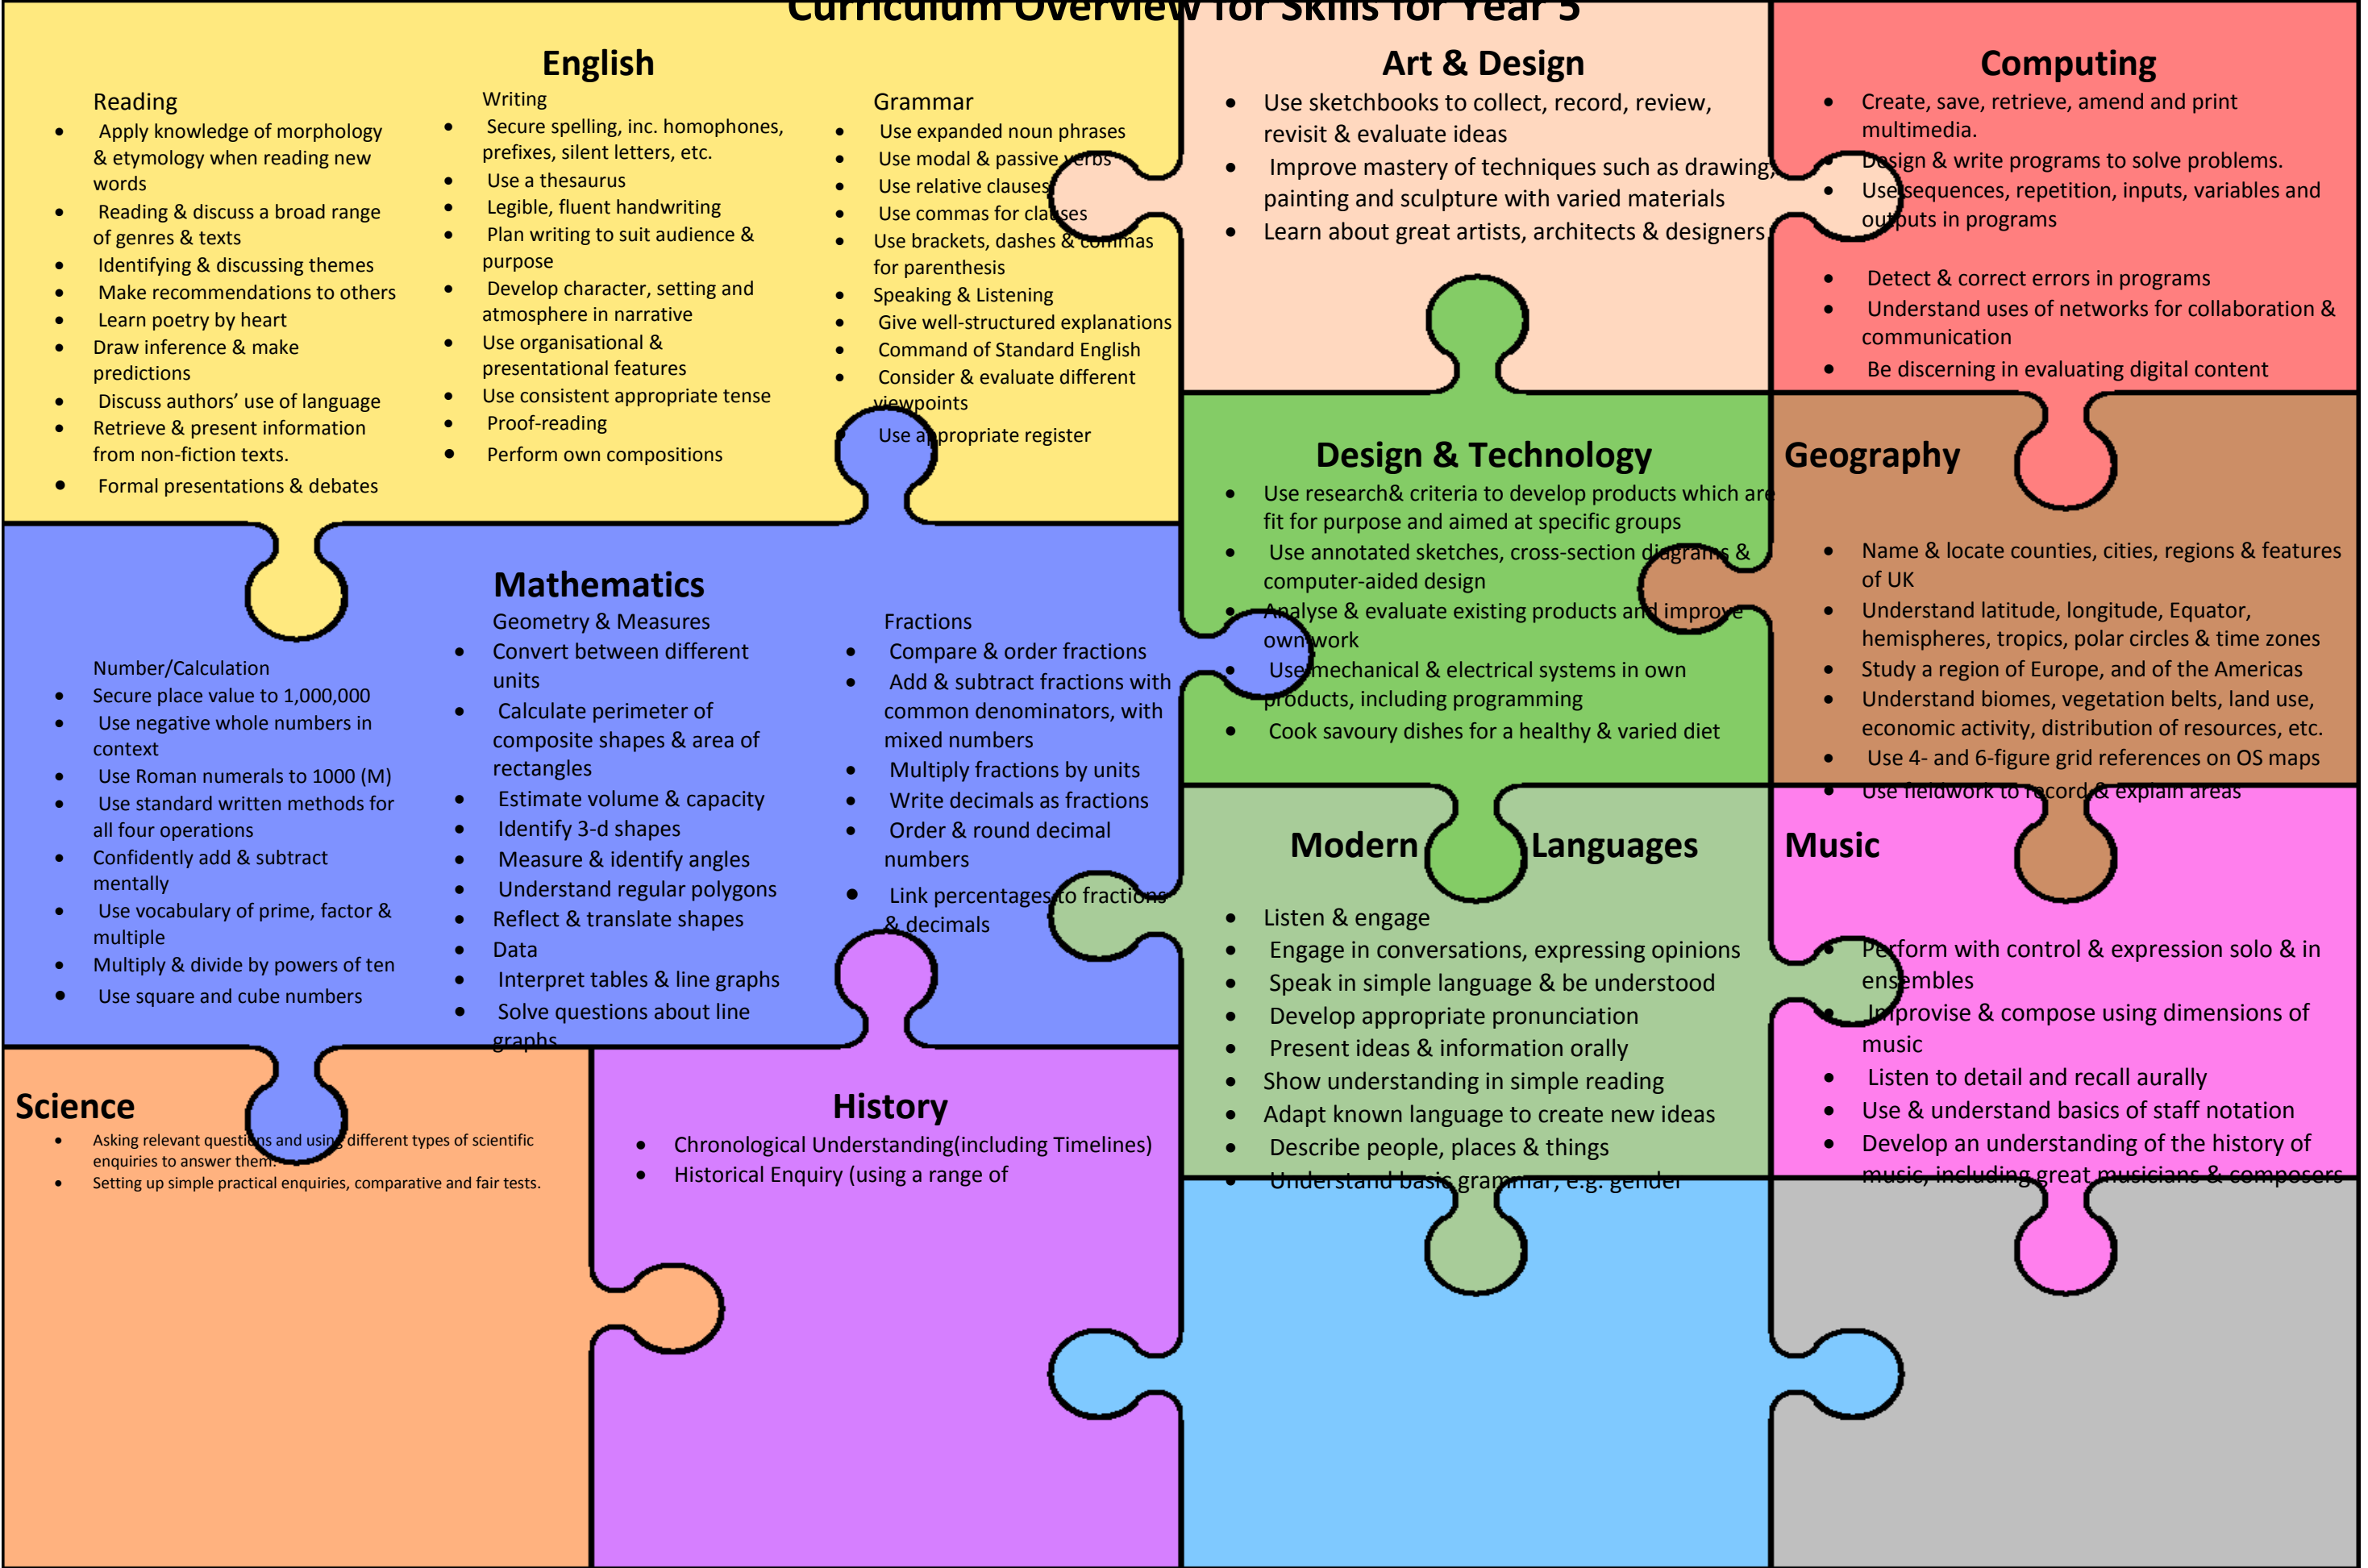 Curriculum Overview for Skills for Year 5
English
Reading
• Apply knowledge of morphology
& etymology when reading new
words
• Reading & discuss a broad range
of genres & texts
• Identifying & discussing themes
• Make recommendations to others
• Learn poetry by heart
• Draw inference & make
predictions
• Discuss authors’ use of language
• Retrieve & present information
from non-fiction texts.
• Formal presentations & debates
Writing
• Secure spelling, inc. homophones,
prefixes, silent letters, etc.
• Use a thesaurus
• Legible, fluent handwriting
• Plan writing to suit audience &
purpose
• Develop character, setting and
atmosphere in narrative
• Use organisational &
presentational features
• Use consistent appropriate tense
• Proof-reading
• Perform own compositions
Grammar
• Use expanded noun phrases
• Use modal & passive verbs
• Use relative clauses
• Use commas for clauses
• Use brackets, dashes & commas
for parenthesis
• Speaking & Listening
• Give well-structured explanations
• Command of Standard English
• Consider & evaluate different
viewpoints
• Use appropriate register
Art & Design
• Use sketchbooks to collect, record, review,
revisit & evaluate ideas
• Improve mastery of techniques such as drawing,
painting and sculpture with varied materials
• Learn about great artists, architects & designers
Computing
• Create, save, retrieve, amend and print
multimedia.
• Design & write programs to solve problems.
• Use sequences, repetition, inputs, variables and
outputs in programs
• Detect & correct errors in programs
• Understand uses of networks for collaboration &
communication
• Be discerning in evaluating digital content
Mathematics
Number/Calculation
• Secure place value to 1,000,000
• Use negative whole numbers in
context
• Use Roman numerals to 1000 (M)
• Use standard written methods for
all four operations
• Confidently add & subtract
mentally
• Use vocabulary of prime, factor &
multiple
• Multiply & divide by powers of ten
• Use square and cube numbers
Geometry & Measures
• Convert between different
units
• Calculate perimeter of
composite shapes & area of
rectangles
• Estimate volume & capacity
• Identify 3-d shapes
• Measure & identify angles
• Understand regular polygons
• Reflect & translate shapes
• Data
• Interpret tables & line graphs
• Solve questions about line
graphs
Fractions
• Compare & order fractions
• Add & subtract fractions with
common denominators, with
mixed numbers
• Multiply fractions by units
• Write decimals as fractions
• Order & round decimal
numbers
• Link percentages to fractions
& decimals
Design & Technology
• Use research& criteria to develop products which are
fit for purpose and aimed at specific groups
• Use annotated sketches, cross-section diagrams &
computer-aided design
• Analyse & evaluate existing products and improve
own work
• Use mechanical & electrical systems in own
products, including programming
• Cook savoury dishes for a healthy & varied diet
Geography
• Name & locate counties, cities, regions & features
of UK
• Understand latitude, longitude, Equator,
hemispheres, tropics, polar circles & time zones
• Study a region of Europe, and of the Americas
• Understand biomes, vegetation belts, land use,
economic activity, distribution of resources, etc.
• Use 4- and 6-figure grid references on OS maps
• Use fieldwork to record & explain areas
Modern Languages
• Listen & engage
• Engage in conversations, expressing opinions
• Speak in simple language & be understood
• Develop appropriate pronunciation
• Present ideas & information orally
• Show understanding in simple reading
• Adapt known language to create new ideas
• Describe people, places & things
• Understand basic grammar, e.g. gender
Music
• Perform with control & expression solo & in
ensembles
• Improvise & compose using dimensions of
music
• Listen to detail and recall aurally
• Use & understand basics of staff notation
• Develop an understanding of the history of
music, including great musicians & composers
Science
• Asking relevant questions and using different types of scientific
enquiries to answer them.
• Setting up simple practical enquiries, comparative and fair tests.
History
• Chronological Understanding(including Timelines)
• Historical Enquiry (using a range of